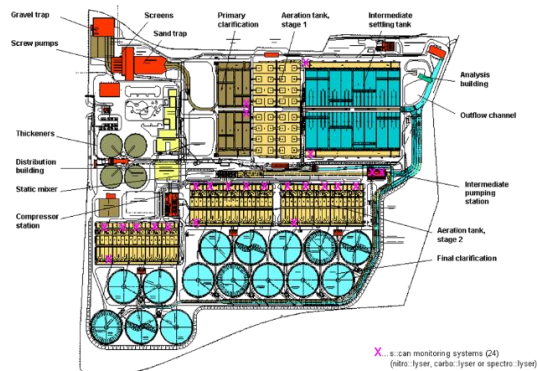 Gravel trap
Screens
Sand trap
Screw pumps
Primary
clarification
Aeration tank,
stage 1
Intermediate
settling tank
Analysis
building
Outflow channel
Thickeners
Distribution
building
Static mixer
Compressor
station
Intermediate
pumping
station
Aeration tank,
stage 2
Final clarification
X...s::can monitoring systems (24)
(nitro::lyser, carbo::lyser or spectro::lyser)